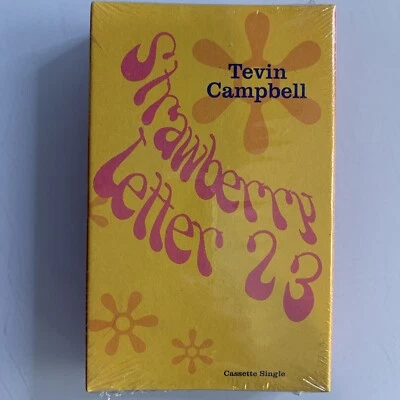 Tevin
Campbell
Strawberry
Letter 23
Cassette Single